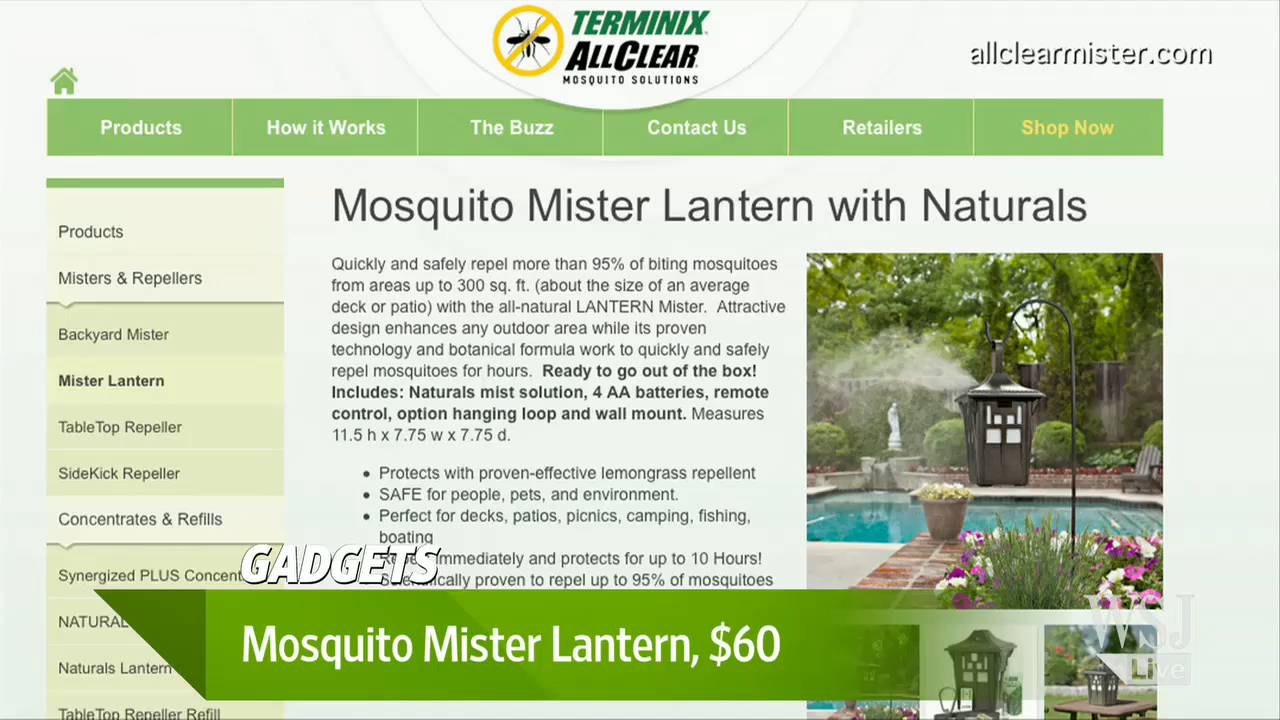 TERMINIX
ALLCLEAR
MOSQUITO SOLUTIONS
allclearmister.com
Products
How it Works
The Buzz
Contact Us
Retailers
Shop Now
Products
Misters & Repellers
Backyard Mister
Mister Lantern
TableTop Repeller
SideKick Repeller
Concentrates & Refills
Synergized PLUS Concent
NATURAL
Naturals Lantern
TableTop Repeller Refill
Mosquito Mister Lantern with Naturals
Quickly and safely repel more than 95% of biting mosquitoes
from areas up to 300 sq. ft. (about the size of an average
deck or patio) with the all-natural LANTERN Mister. Attractive
design enhances any outdoor area while its proven
technology and botanical formula work to quickly and safely
repel mosquitoes for hours. Ready to go out of the box!
Includes: Naturals mist solution, 4 AA batteries, remote
control, option hanging loop and wall mount. Measures
11.5 h x 7.75 w x 7.75 d.
• Protects with proven-effective lemongrass repellent
• SAFE for people, pets, and environment.
• Perfect for decks, patios, picnics, camping, fishing,
boating
immediately and protects for up to 10 Hours!
proven to repel up to 95% of mosquitoes
GADGETS
Mosquito Mister Lantern, $60
WSJ
Live